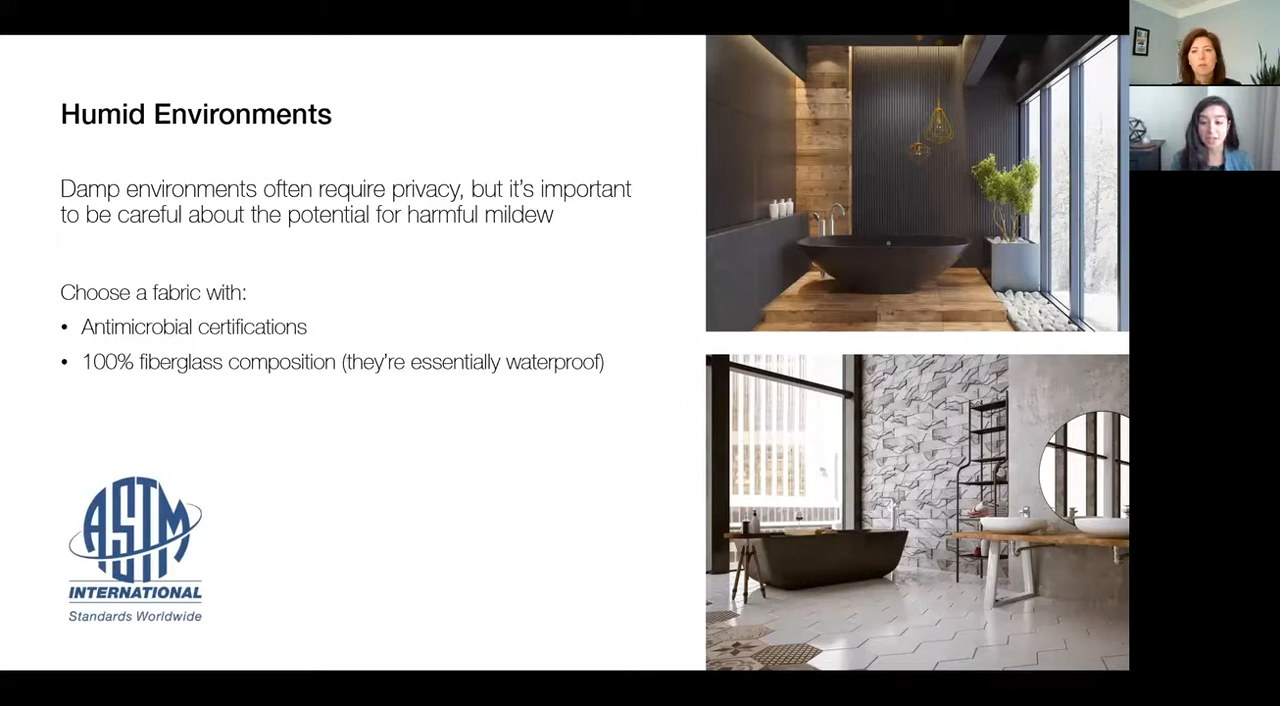 Humid Environments
Damp environments often require privacy, but it's important
to be careful about the potential for harmful mildew
Choose a fabric with:
• Antimicrobial certifications
• 100% fiberglass composition (they're essentially waterproof)
ASTM
INTERNATIONAL
Standards Worldwide